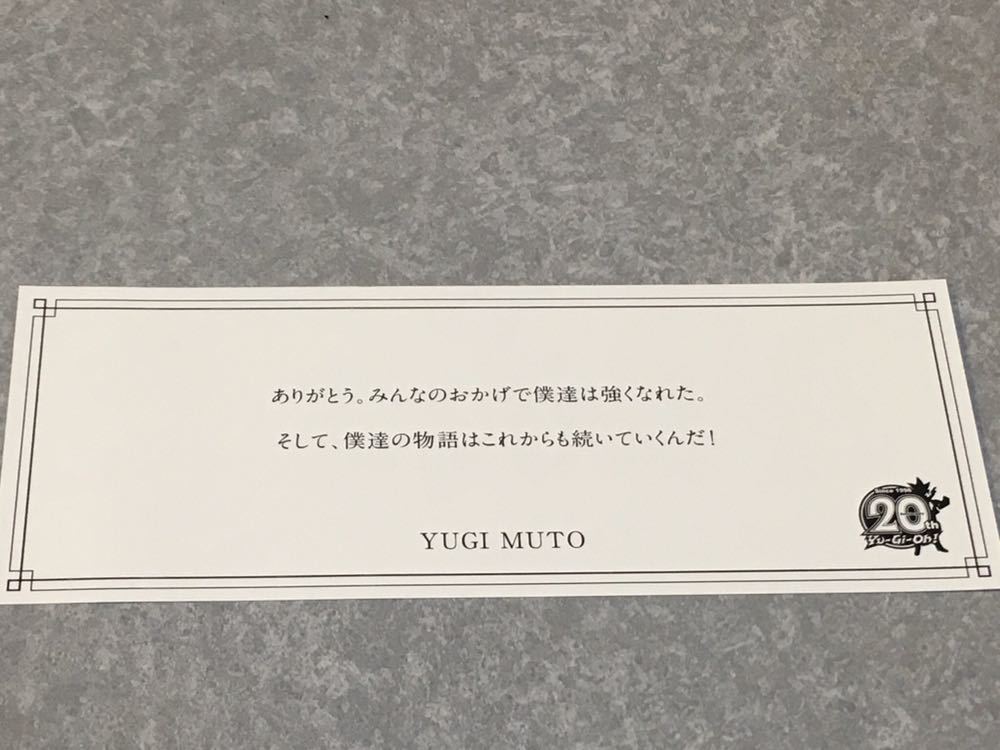 ありがとう。みんなのおかげで僕達は強くなれた。
そして、僕達の物語はこれからも続いていくんだ！
YUGI MUTO
Since 1996
20th
Yu-Gi-Oh!